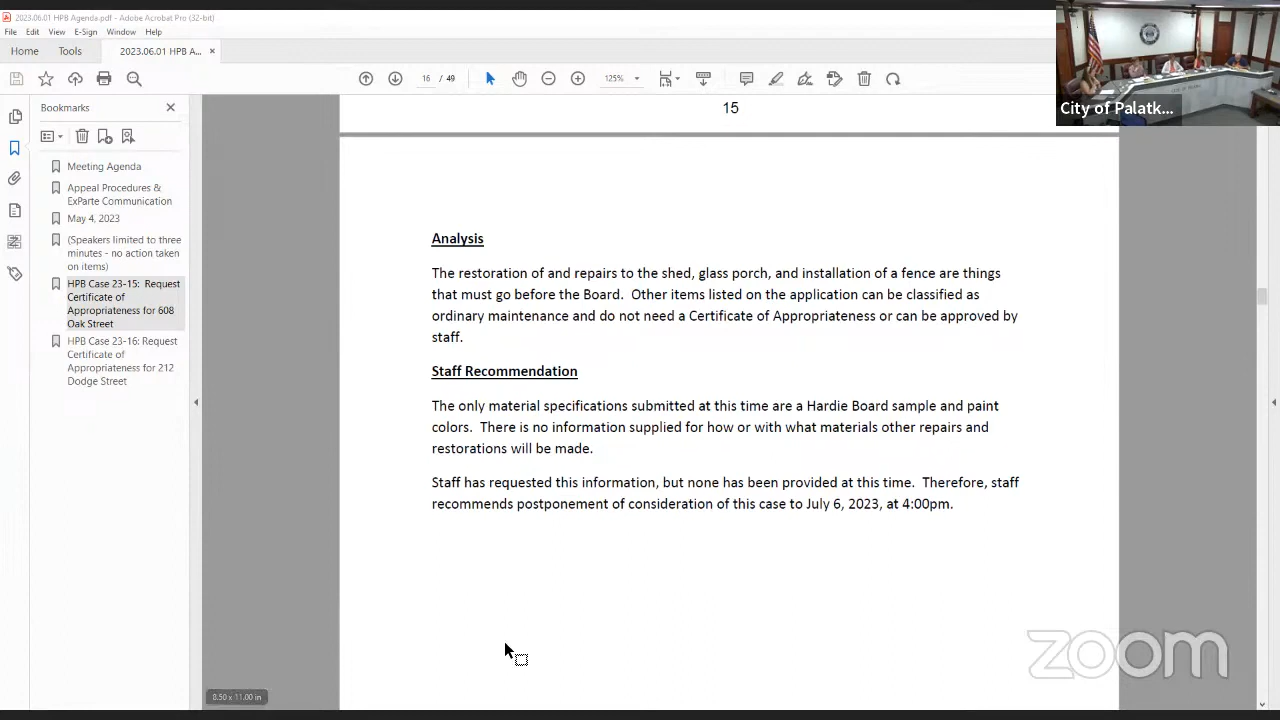 2023.06.01 HPB Agenda.pdf - Adobe Acrobat Pro (32-bit)
File Edit View E-Sign Window Help
Home Tools 2023.06.01 HPB A... ×
16 / 49 125%
Bookmarks
Meeting Agenda
Appeal Procedures &
ExParte Communication
May 4, 2023
(Speakers limited to three
minutes - no action taken
on items)
HPB Case 23-15: Request
Certificate of
Appropriateness for 608
Oak Street
HPB Case 23-16: Request
Certificate of
Appropriateness for 212
Dodge Street
15
Analysis
The restoration of and repairs to the shed, glass porch, and installation of a fence are things
that must go before the Board. Other items listed on the application can be classified as
ordinary maintenance and do not need a Certificate of Appropriateness or can be approved by
staff.
Staff Recommendation
The only material specifications submitted at this time are a Hardie Board sample and paint
colors. There is no information supplied for how or with what materials other repairs and
restorations will be made.
Staff has requested this information, but none has been provided at this time. Therefore, staff
recommends postponement of consideration of this case to July 6, 2023, at 4:00pm.
8.50 x 11.00 in
City of Palatk...
zoom